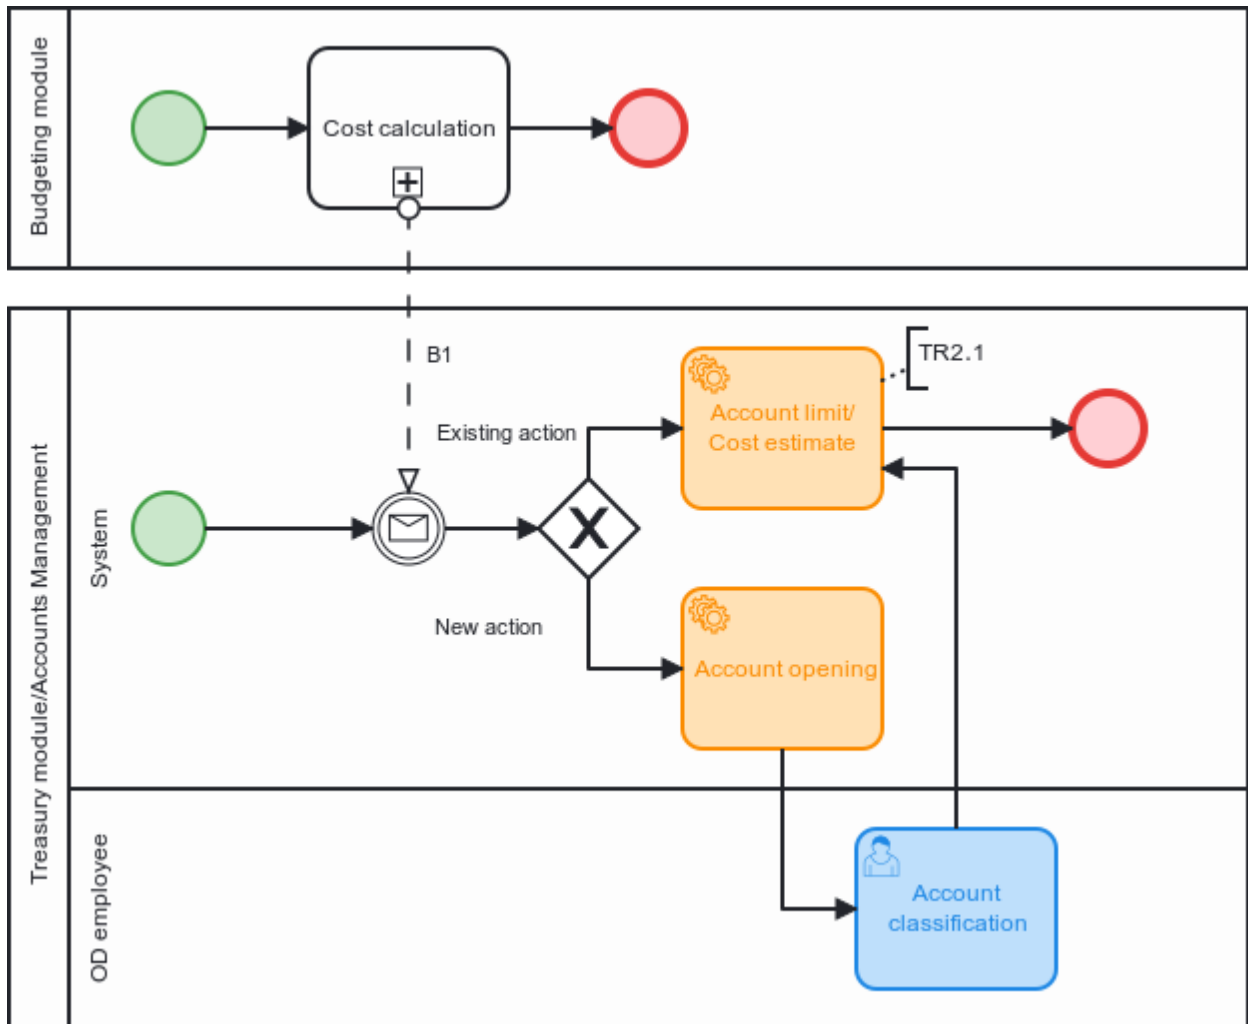 Budgeting module
Cost calculation
B1
TR2.1
Account limit/
Cost estimate
Existing action
Treasury module/Accounts Management
System
New action
Account opening
OD employee
Account
classification